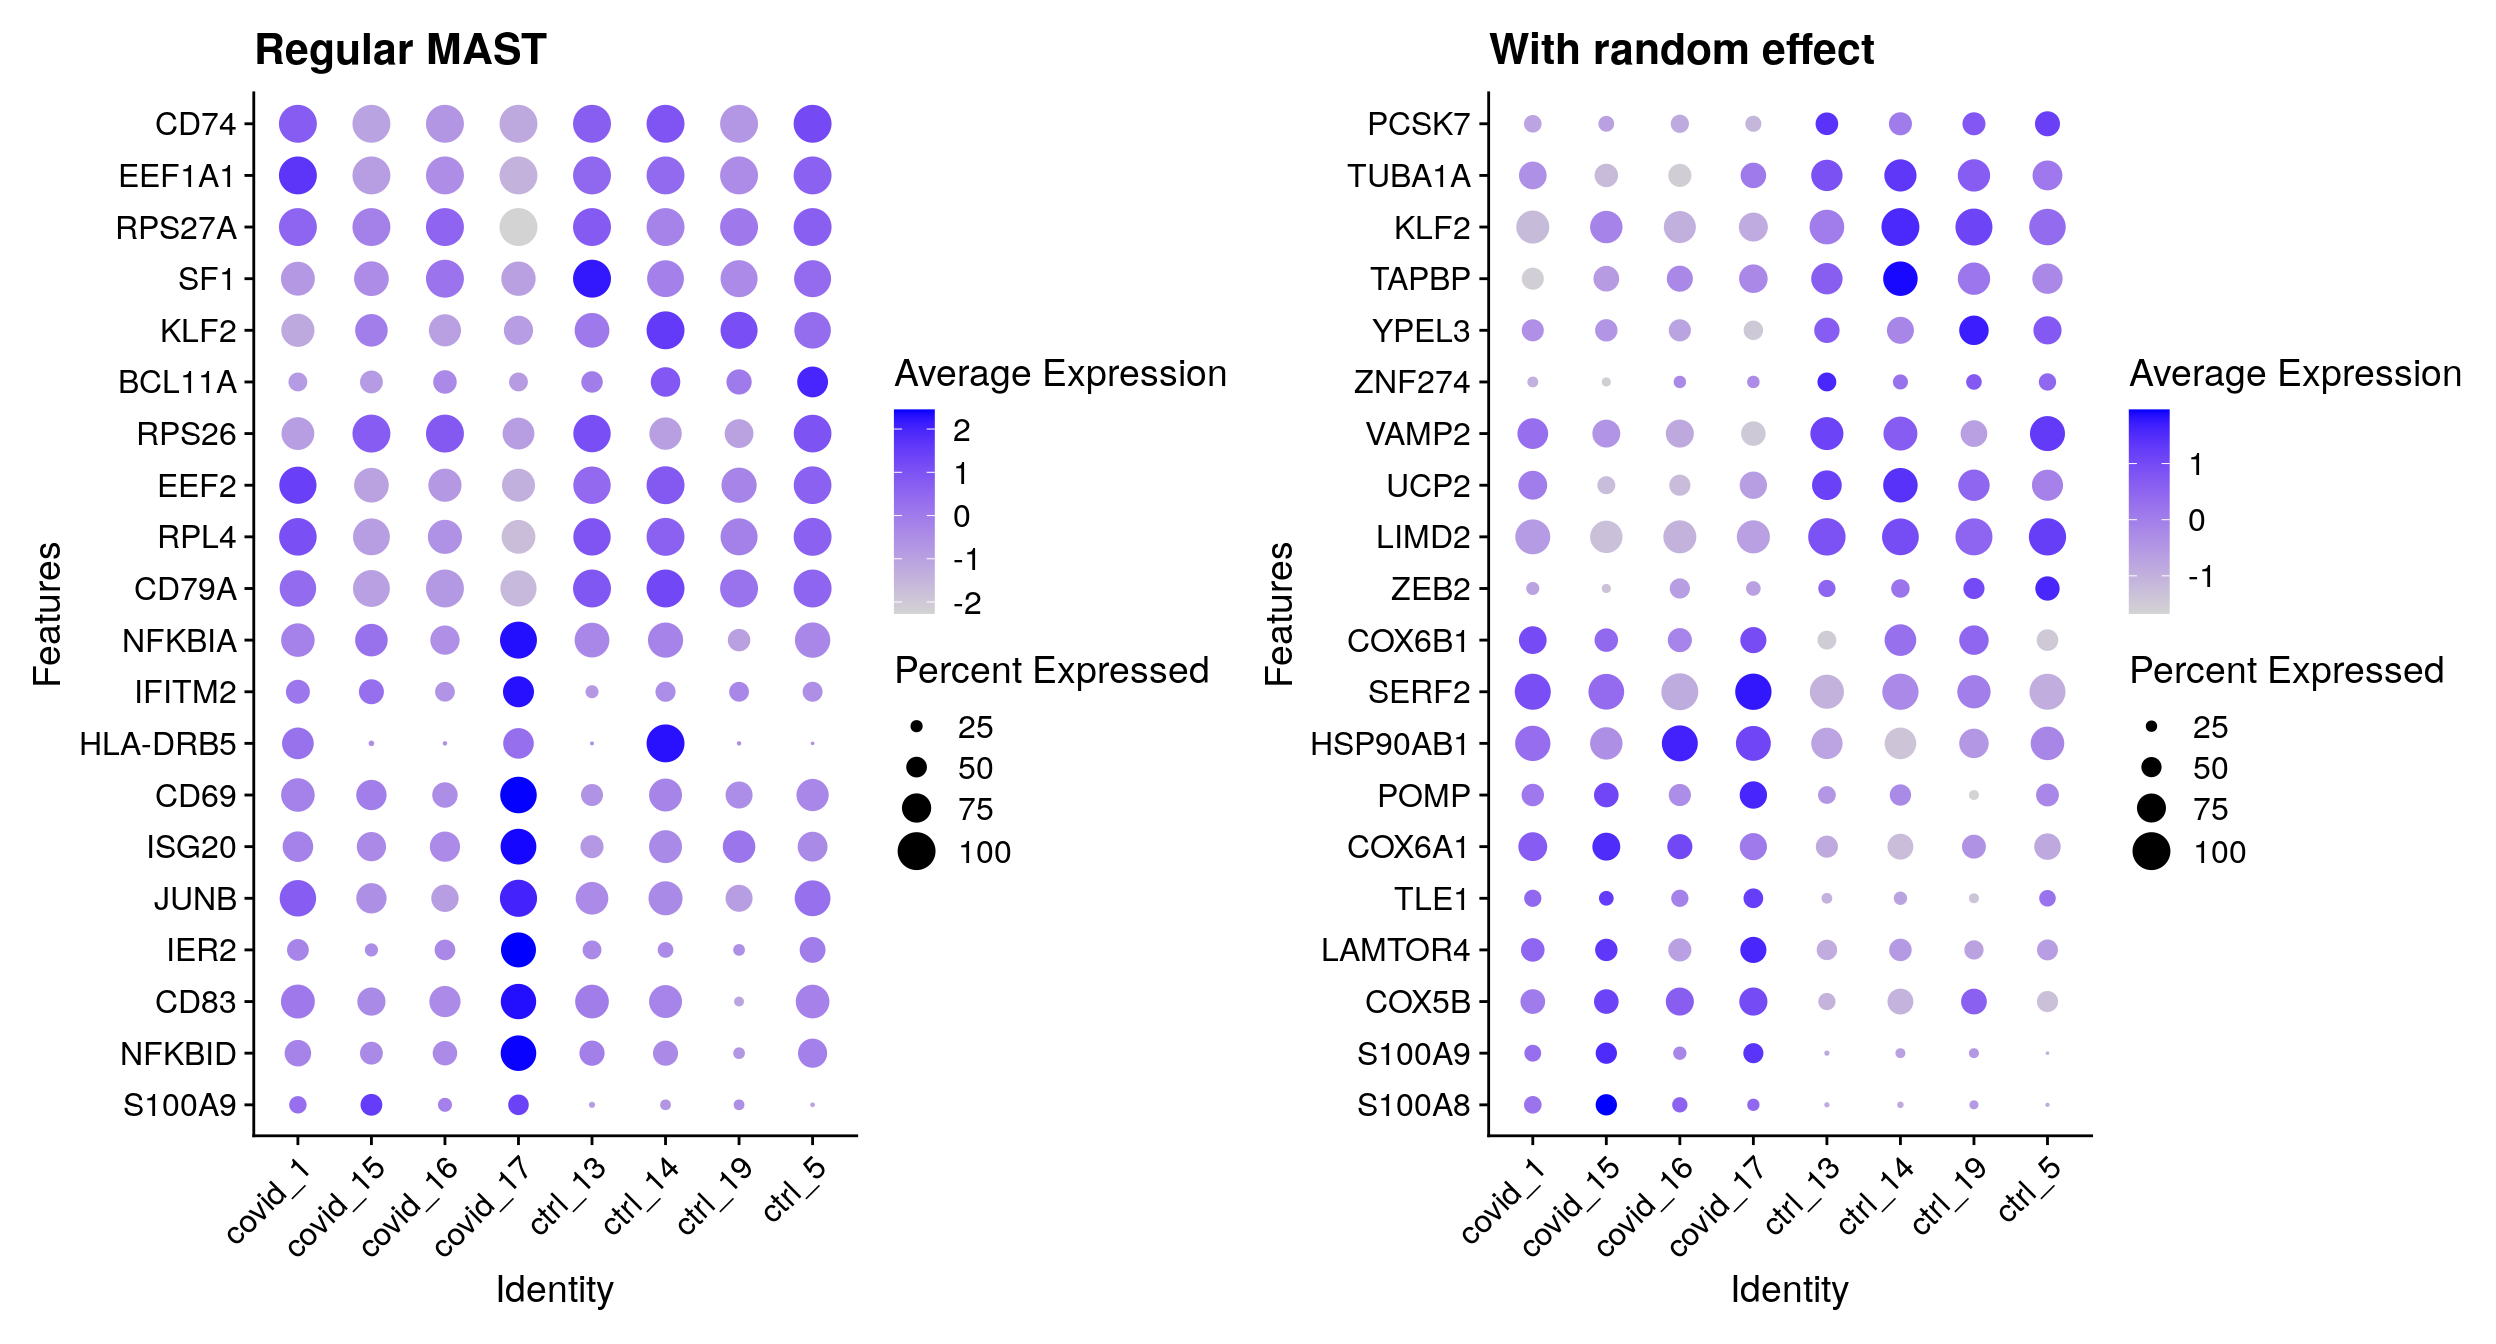 Regular MAST
Features
CD74
EEF1A1
RPS27A
SF1
KLF2
BCL11A
RPS26
EEF2
RPL4
CD79A
NFKBIA
IFITM2
HLA-DRB5
CD69
ISG20
JUNB
IER2
CD83
NFKBID
S100A9
covid_1
covid_15
covid_16
covid_17
ctrl_13
ctrl_14
ctrl_19
ctrl_5
Identity
Average Expression
2
1
0
-1
-2
Percent Expressed
25
50
75
100
With random effect
Features
PCSK7
TUBA1A
KLF2
TAPBP
YPEL3
ZNF274
VAMP2
UCP2
LIMD2
ZEB2
COX6B1
SERF2
HSP90AB1
POMP
COX6A1
TLE1
LAMTOR4
COX5B
S100A9
S100A8
covid_1
covid_15
covid_16
covid_17
ctrl_13
ctrl_14
ctrl_19
ctrl_5
Identity
Average Expression
1
0
-1
Percent Expressed
25
50
75
100